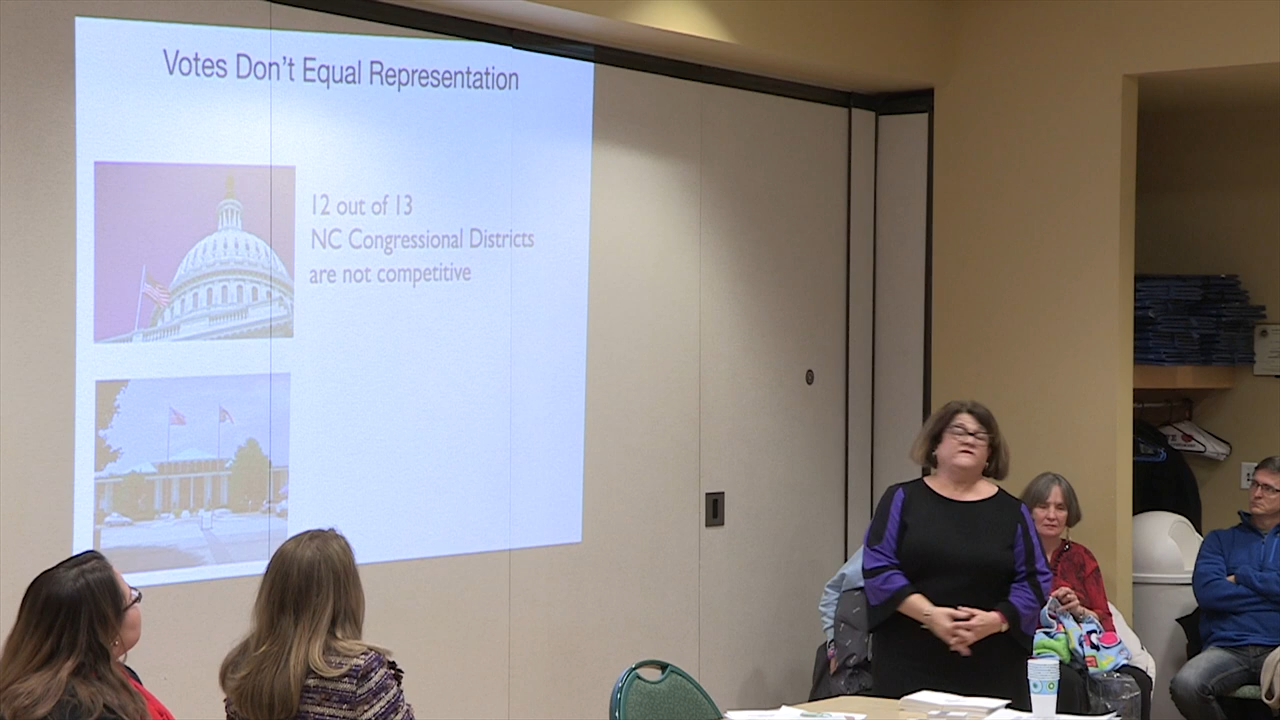 Votes Don't Equal Representation
12 out of 13
NC Congressional Districts
are not competitive